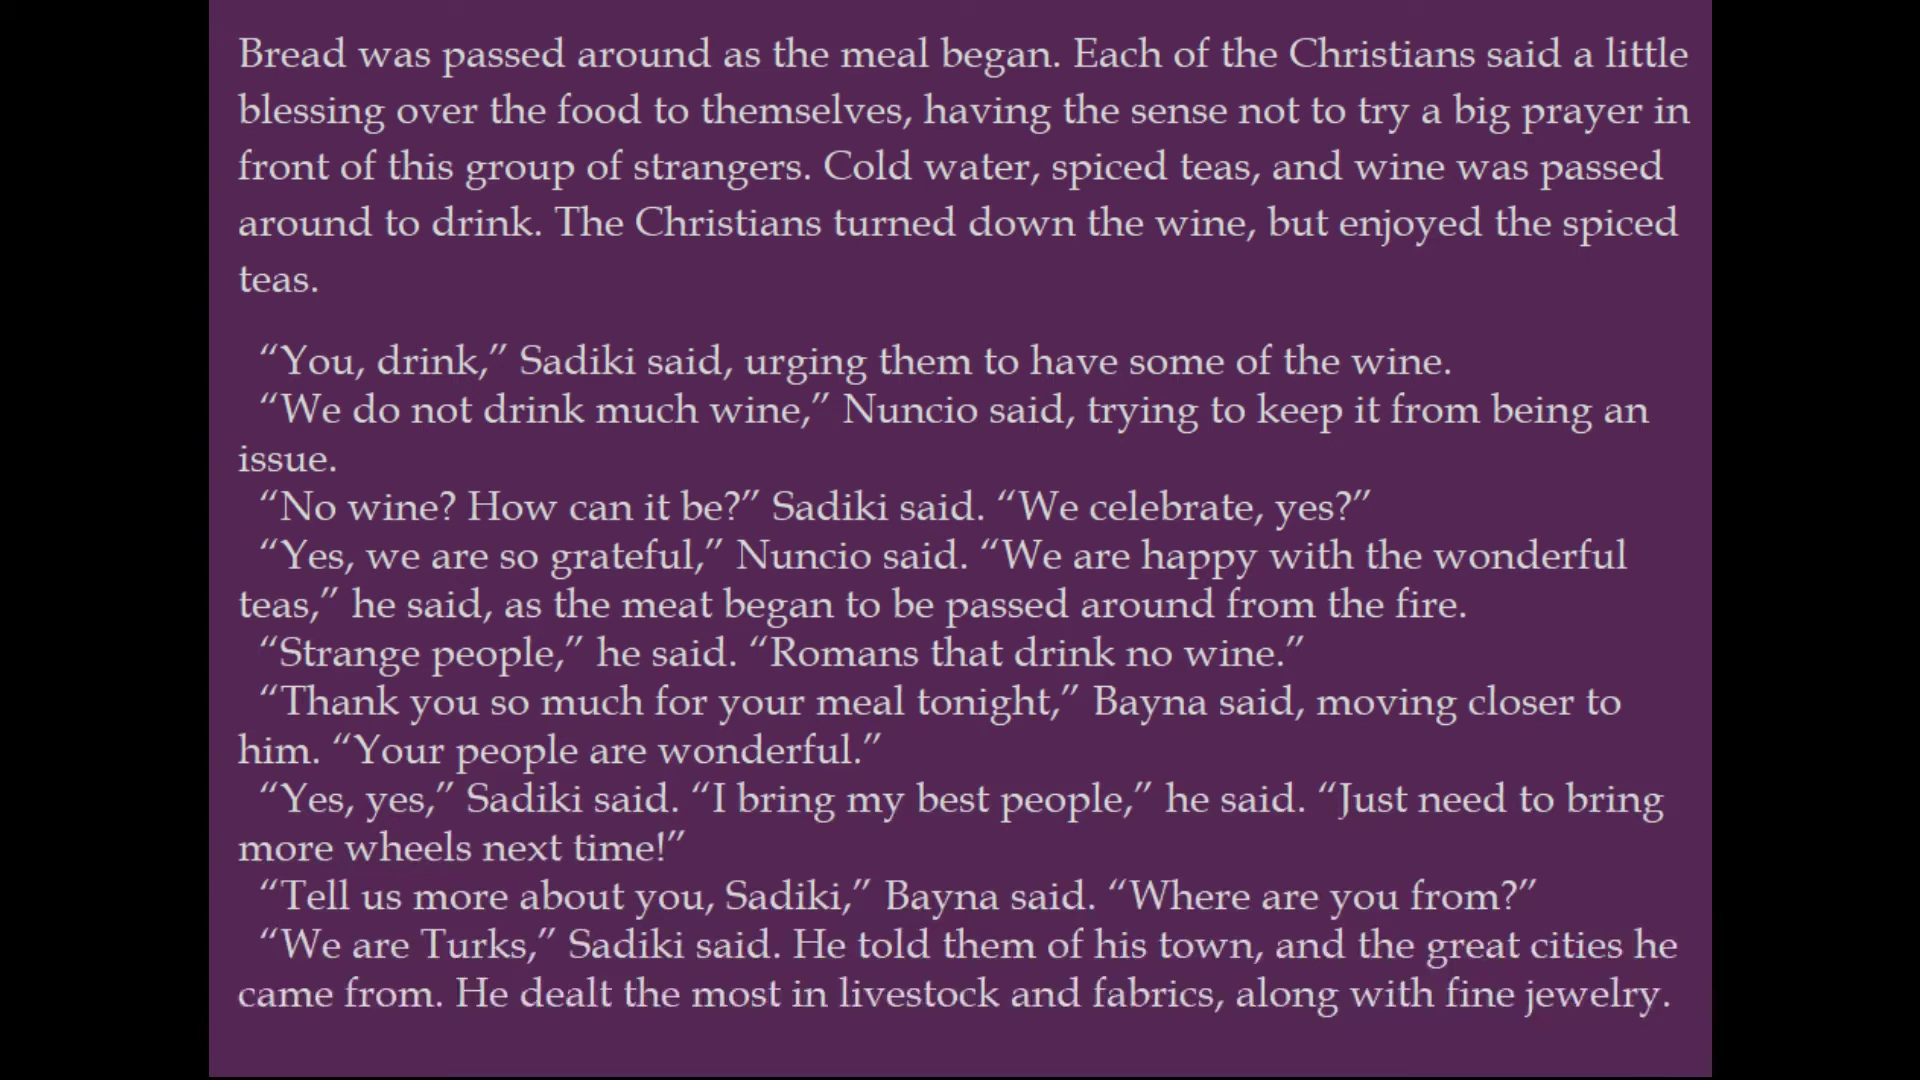 Bread was passed around as the meal began. Each of the Christians said a little
blessing over the food to themselves, having the sense not to try a big prayer in
front of this group of strangers. Cold water, spiced teas, and wine was passed
around to drink. The Christians turned down the wine, but enjoyed the spiced
teas.
“You, drink,” Sadiki said, urging them to have some of the wine.
“We do not drink much wine,” Nuncio said, trying to keep it from being an
issue.
“No wine? How can it be?” Sadiki said. “We celebrate, yes?”
“Yes, we are so grateful,” Nuncio said. “We are happy with the wonderful
teas,” he said, as the meat began to be passed around from the fire.
“Strange people,” he said. “Romans that drink no wine.”
“Thank you so much for your meal tonight,” Bayna said, moving closer to
him. “Your people are wonderful.”
“Yes, yes,” Sadiki said. “I bring my best people,” he said. “Just need to bring
more wheels next time!”
“Tell us more about you, Sadiki,” Bayna said. “Where are you from?”
“We are Turks,” Sadiki said. He told them of his town, and the great cities he
came from. He dealt the most in livestock and fabrics, along with fine jewelry.